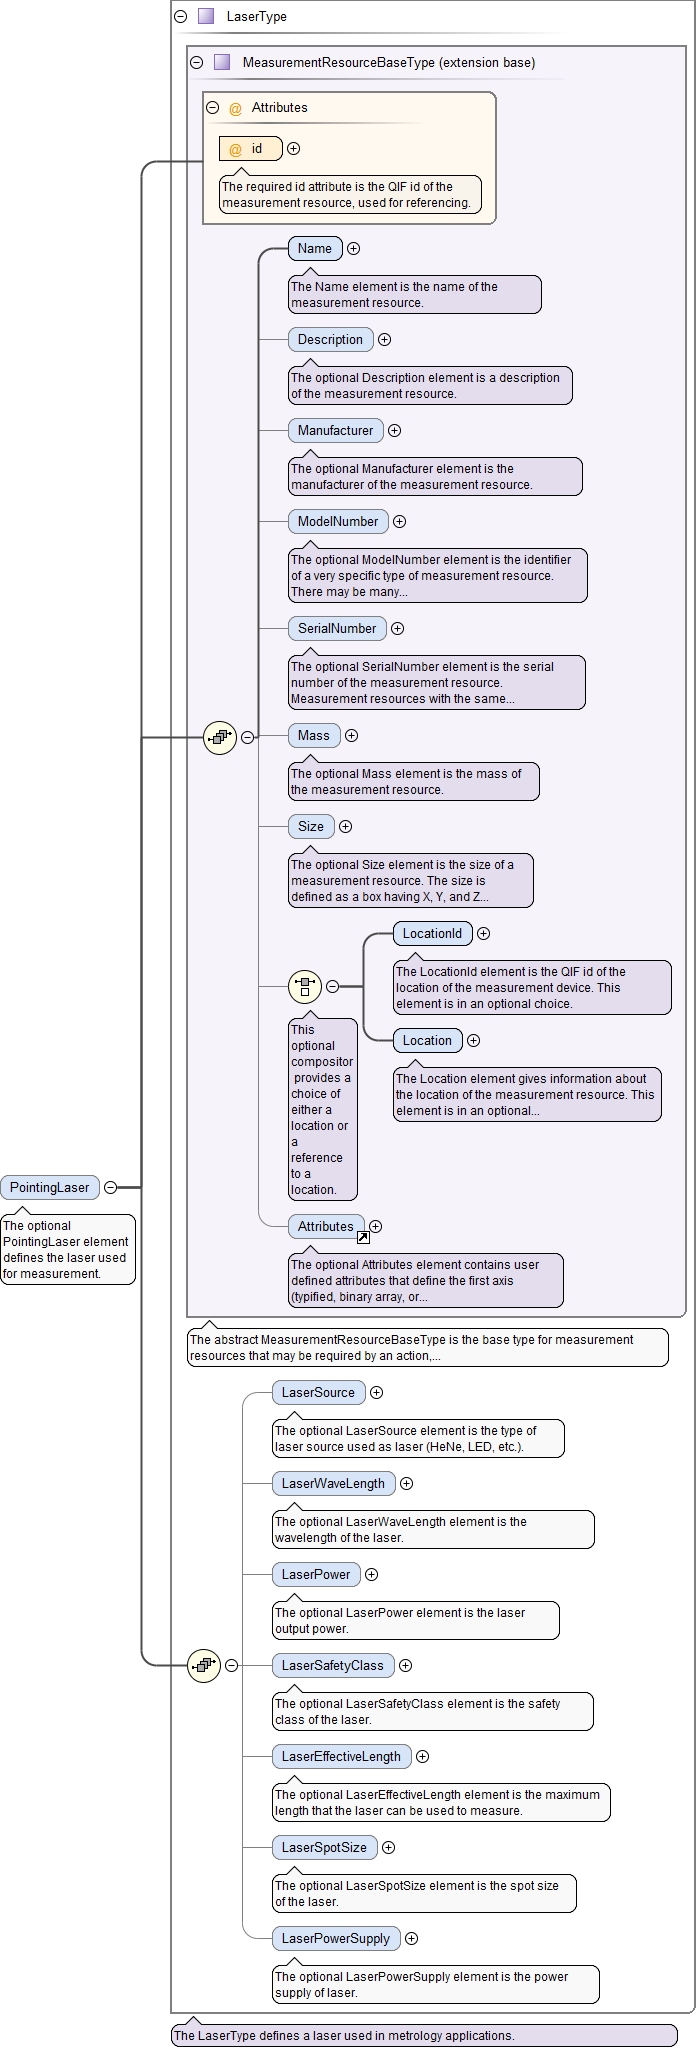 LaserType
MeasurementResourceBaseType (extension base)
@ Attributes
@ id
The required id attribute is the QIF id of the
measurement resource, used for referencing.
Name
The Name element is the name of the
measurement resource.
Description
The optional Description element is a description
of the measurement resource.
Manufacturer
The optional Manufacturer element is the
manufacturer of the measurement resource.
ModelNumber
The optional ModelNumber element is the identifier
of a very specific type of measurement resource.
There may be many...
SerialNumber
The optional SerialNumber element is the serial
number of the measurement resource.
Measurement resources with the same...
Mass
The optional Mass element is the mass of
the measurement resource.
Size
The optional Size element is the size of a
measurement resource. The size is
defined as a box having X, Y, and Z...
LocationId
The LocationId element is the QIF id of the
location of the measurement device. This
element is in an optional choice.
This
optional
compositor
provides a
choice of
either a
location or
a
reference
to a
location.
Location
The Location element gives information about
the location of the measurement resource. This
element is in an optional...
PointingLaser
The optional
PointingLaser element
defines the laser used
for measurement.
Attributes
The optional Attributes element contains user
defined attributes that define the first axis
(typified, binary array, or...
The abstract MeasurementResourceBaseType is the base type for measurement
resources that may be required by an action,...
LaserSource
The optional LaserSource element is the type of
laser source used as laser (HeNe, LED, etc.).
LaserWaveLength
The optional LaserWaveLength element is the
wavelength of the laser.
LaserPower
The optional LaserPower element is the laser
output power.
LaserSafetyClass
The optional LaserSafetyClass element is the safety
class of the laser.
LaserEffectiveLength
The optional LaserEffectiveLength element is the maximum
length that the laser can be used to measure.
LaserSpotSize
The optional LaserSpotSize element is the spot size
of the laser.
LaserPowerSupply
The optional LaserPowerSupply element is the power
supply of laser.
The LaserType defines a laser used in metrology applications.